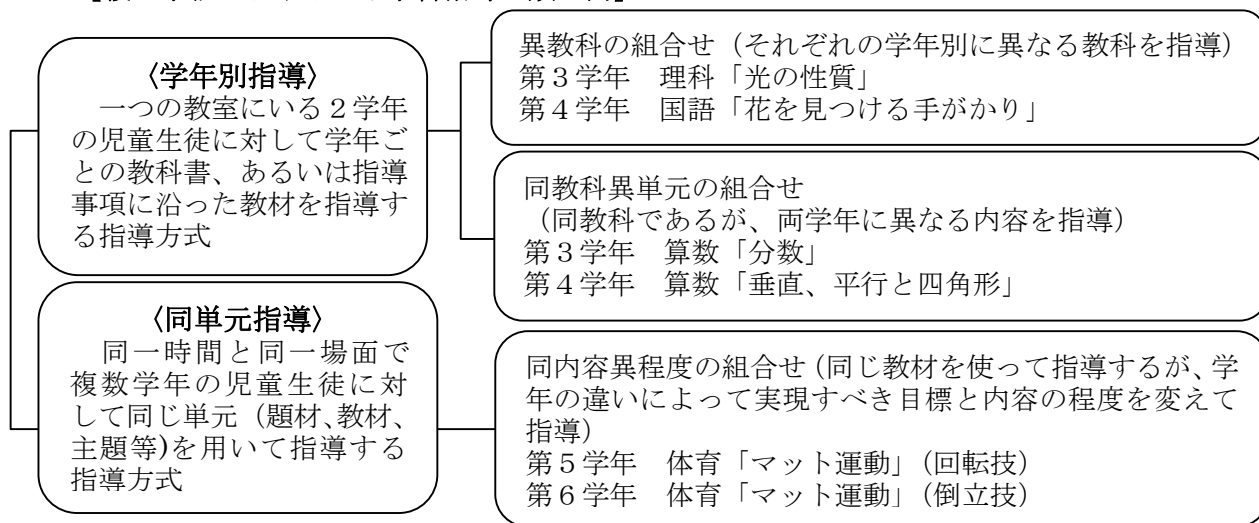 〈学年別指導〉
一つの教室にいる２学年
の児童生徒に対して学年ご
との教科書、あるいは指導
事項に沿った教材を指導す
る指導方式
異教科の組合せ（それぞれの学年別に異なる教科を指導）
第３学年　理科「光の性質」
第４学年　国語「花を見つける手がかり」
同教科異単元の組合せ
（同教科であるが、両学年に異なる内容を指導）
第３学年　算数「分数」
第４学年　算数「垂直、平行と四角形」
〈同単元指導〉
同一時間と同一場面で
複数学年の児童生徒に対
して同じ単元（題材、教材、
主題等）を用いて指導する
指導方式
同内容異程度の組合せ（同じ教材を使って指導するが、学
年の違いによって実現すべき目標と内容の程度を変えて
指導）
第５学年　体育「マット運動」（回転技）
第６学年　体育「マット運動」（倒立技）